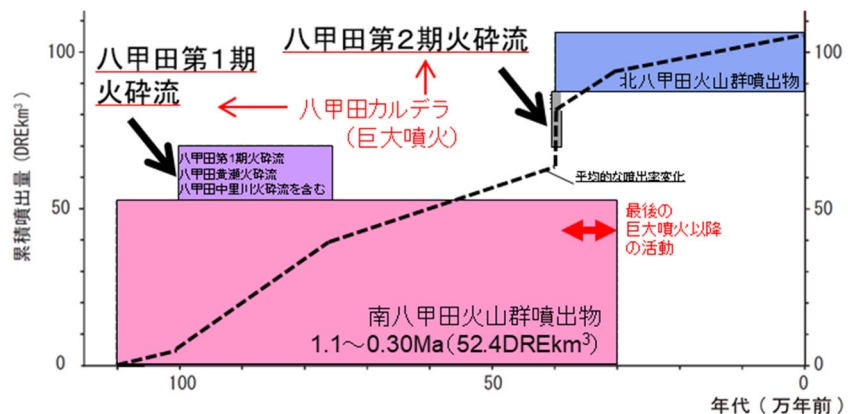 八甲田第1期
火砕流
八甲田第2期火砕流
八甲田カルデラ
(巨大噴火)
北八甲田火山群噴出物
八甲田第1期火砕流
八甲田黄瀬火砕流
八甲田中里川火砕流を含む
平均的な噴出率変化
最後の
巨大噴火以降
の活動
南八甲田火山群噴出物
1.1~0.30Ma(52.4DREkm³)
累積噴出量(DREkm³)
100
50
0
100
50
0
100
50
0
年代(万年前)